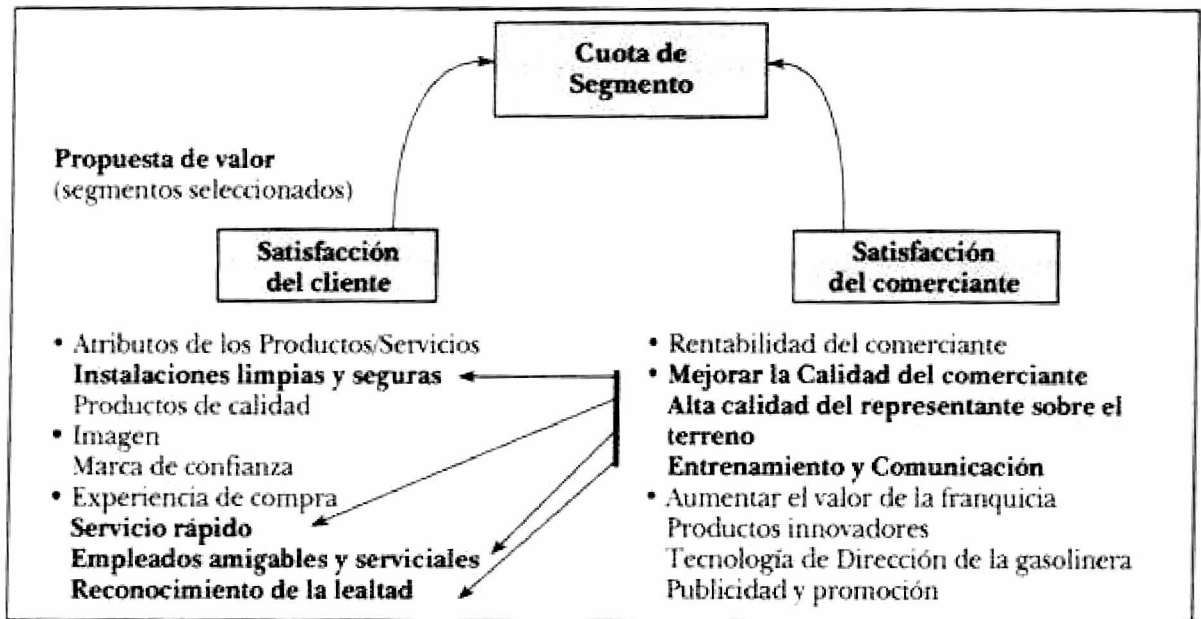 Cuota de
Segmento
Propuesta de valor
(segmentos seleccionados)
Satisfacción
del cliente
Satisfacción
del comerciante
• Atributos de los Productos/Servicios
Instalaciones limpias y seguras
Productos de calidad
• Imagen
Marca de confianza
• Experiencia de compra
Servicio rápido
Empleados amigables y serviciales
Reconocimiento de la lealtad
• Rentabilidad del comerciante
• Mejorar la Calidad del comerciante
Alta calidad del representante sobre el
terreno
Entrenamiento y Comunicación
• Aumentar el valor de la franquicia
Productos innovadores
Tecnología de Dirección de la gasolinera
Publicidad y promoción